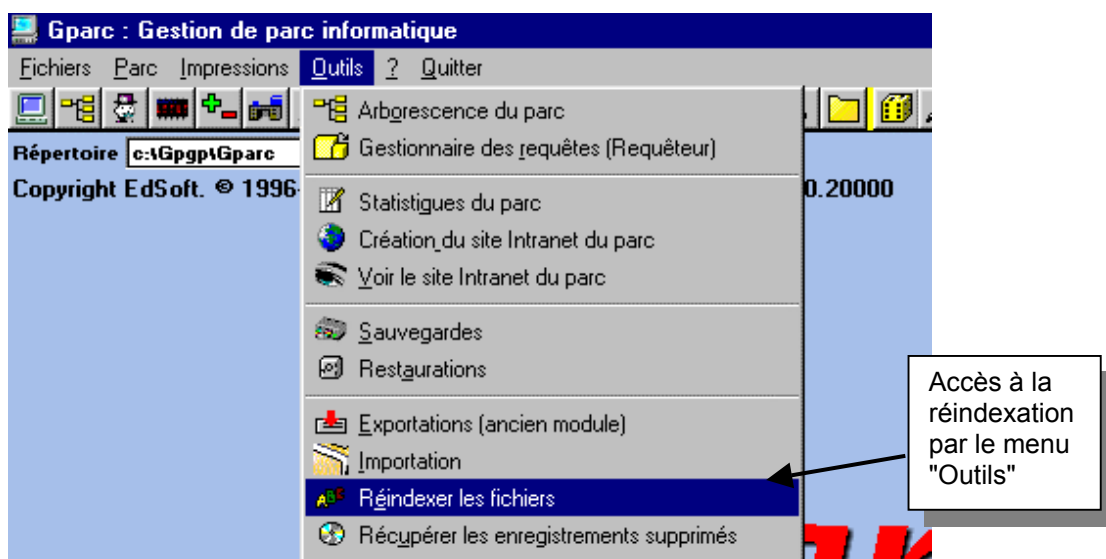 Gparc : Gestion de parc informatique
Fichiers Parc Impressions Outils ? Quitter
Répertoire c:\Gpgp\Gparc
Copyright EdSoft. © 1996- 0.20000
Arborescence du parc
Gestionnaire des requêtes (Requêteur)
Statistigues du parc
Création du site Intranet du parc
Voir le site Intranet du parc
Sauvegardes
Restaurations
Exportations (ancien module)
Importation
Réindexer les fichiers
Récupérer les enregistrements supprimés
Accès à la
réindexation
par le menu
"Outils"